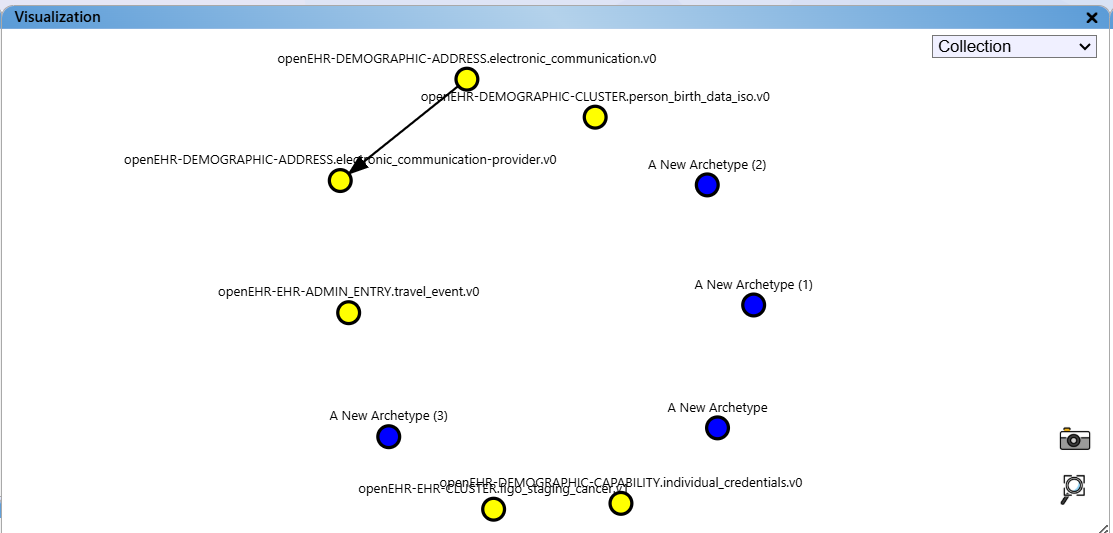 Visualization
Collection
openEHR-DEMOGRAPHIC-ADDRESS.electronic_communication.v0
openEHR-DEMOGRAPHIC-CLUSTER.person_birth_data_iso.v0
openEHR-DEMOGRAPHIC-ADDRESS.electronic_communication-provider.v0
A New Archetype (2)
A New Archetype (1)
openEHR-EHR-ADMIN_ENTRY.travel_event.v0
A New Archetype
A New Archetype (3)
openEHR-DEMOGRAPHIC-CAPABILITY.individual_credentials.v0
openEHR-EHR-CLUSTER.figo_staging_cancer.v1